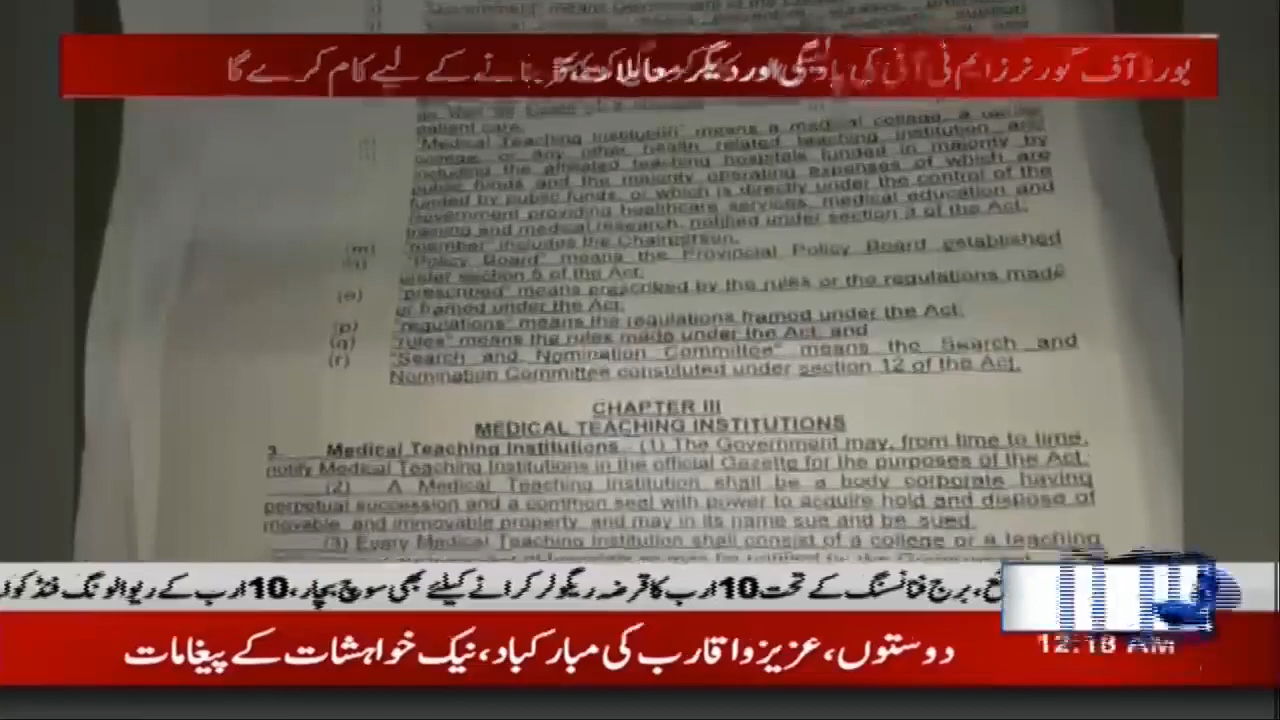 بورڈ آف گورنرز ایم ٹی آئی کی پالیسی اور دیگر معاملات کو بنانے کے لیے کام کرے گا
patient care.
"Medical Teaching Institution" means a medical college, a
college, or any other health related teaching institution, and
including the affiliated teaching hospitals funded in majority by
public funds and the majority operating expenses of which are
funded by public funds, or which is directly under the control of the
Government providing healthcare services, medical education and
training and medical research, notified under section 3 of the Act.
(m) "member" includes the Chairperson.
"Policy Board" means the Provincial Policy Board established
under section 5 of the Act.
(o) "prescribed" means prescribed by the rules or the regulations made
or framed under the Act.
(p) "regulations" means the regulations framed under the Act.
(q) "rules" means the rules made under the Act, and
(r) "Search and Nomination Committee" means the Search and
Nomination Committee constituted under section 12 of the Act.
CHAPTER III
MEDICAL TEACHING INSTITUTIONS
3. Medical Teaching Institutions.- (1) The Government may, from time to time,
notify Medical Teaching Institutions in the official Gazette for the purposes of the Act.
(2) A Medical Teaching Institution shall be a body corporate having
perpetual succession and a common seal with power to acquire hold and dispose of
movable and immovable property, and may in its name sue and be sued.
(3) Every Medical Teaching Institution shall consist of a college or a teaching
، برج فنانسنگ کے تحت 10 ارب کا قرضہ ریگولر کرانے کیلئے بھی سوچ بچار، 10 ارب کے ریوالونگ فنڈ کو
12:18 AM
دوستوں، عزیز و اقارب کی مبارکباد، نیک خواہشات کے پیغامات